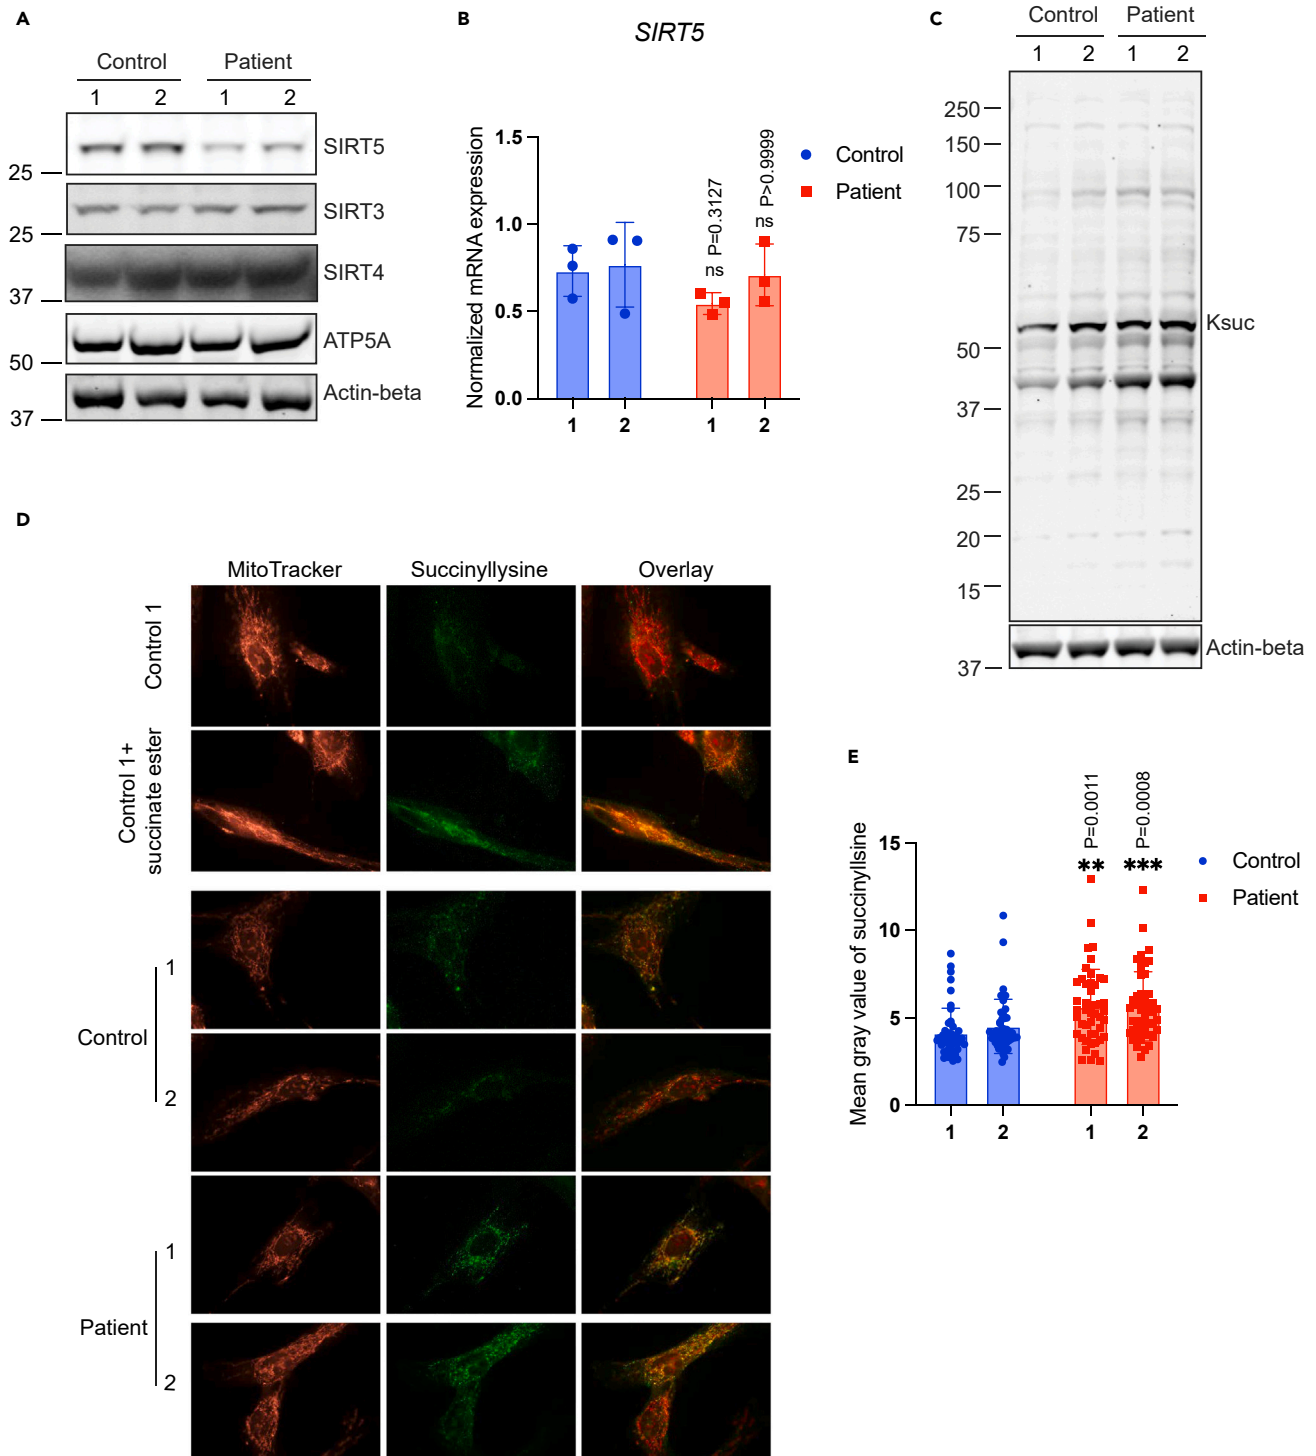 A
Control Patient
1 2 1 2
SIRT5
25
SIRT3
25
SIRT4
37
ATP5A
50
Actin-beta
37
B
SIRT5
Normalized mRNA expression
1.5
1.0
0.5
0.0
P=0.3127
ns
P>0.9999
ns
1 2 1 2
Control
Patient
C
Control Patient
1 2 1 2
250
150
100
75
Ksuc
50
37
25
20
15
Actin-beta
37
D
MitoTracker Succinyllysine Overlay
Control 1
Control 1+
succinate ester
Control
1
2
Patient
1
2
E
Mean gray value of succinyllsine
15
10
5
0
P=0.0011
**
P=0.0008
***
1 2 1 2
Control
Patient